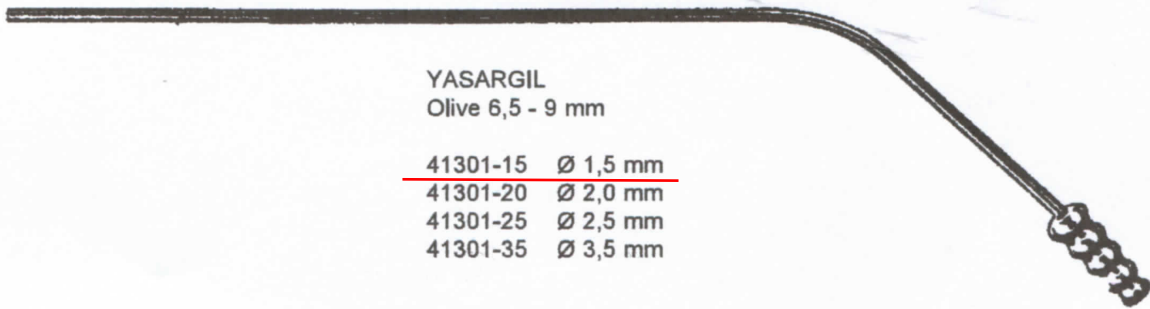 YASARGIL
Olive 6,5 - 9 mm
41301-15 Ø 1,5 mm
41301-20 Ø 2,0 mm
41301-25 Ø 2,5 mm
41301-35 Ø 3,5 mm